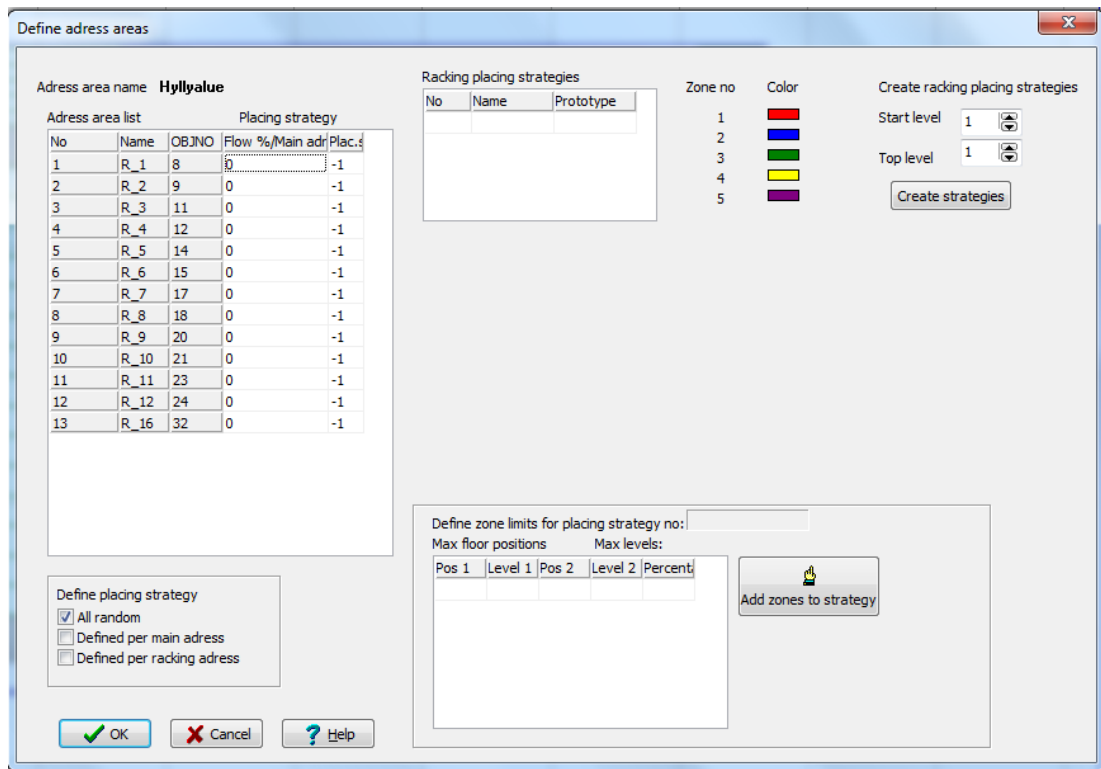 Define adress areas
Adress area name Hyllyalue
Adress area list Placing strategy
No Name OBJNO Flow %/Main adr Plac.s
1 R_1 8 0 -1
2 R_2 9 0 -1
3 R_3 11 0 -1
4 R_4 12 0 -1
5 R_5 14 0 -1
6 R_6 15 0 -1
7 R_7 17 0 -1
8 R_8 18 0 -1
9 R_9 20 0 -1
10 R_10 21 0 -1
11 R_11 23 0 -1
12 R_12 24 0 -1
13 R_16 32 0 -1
Define placing strategy
All random
Defined per main adress
Defined per racking adress
OK Cancel Help
Racking placing strategies
No Name Prototype
Zone no Color
1
2
3
4
5
Create racking placing strategies
Start level 1
Top level 1
Create strategies
Define zone limits for placing strategy no:
Max floor positions Max levels:
Pos 1 Level 1 Pos 2 Level 2 Percenta
Add zones to strategy